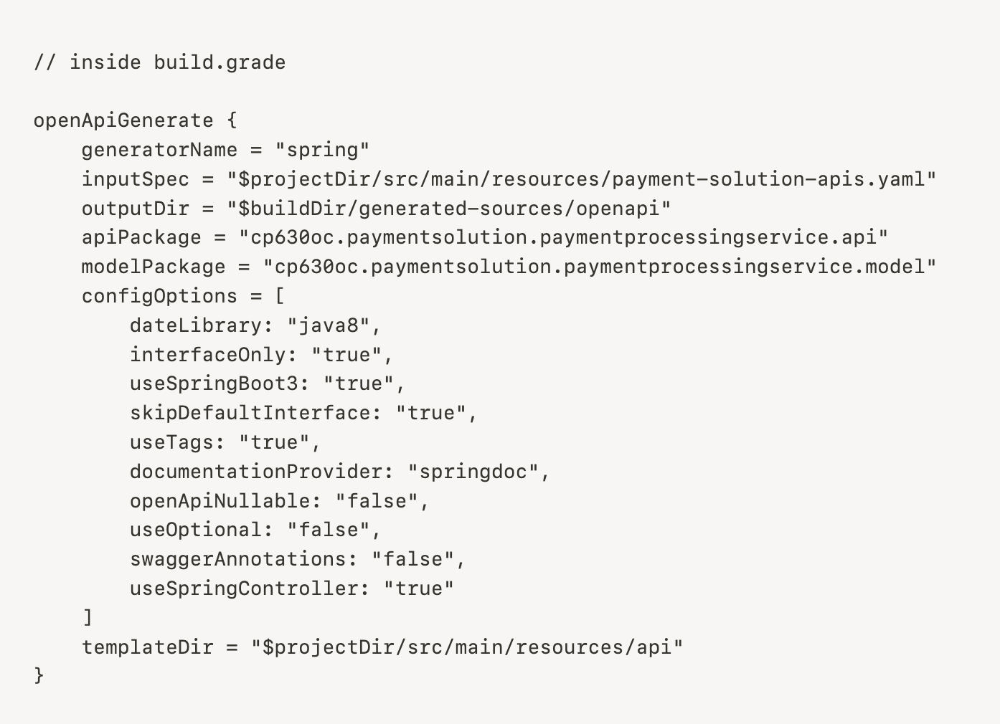 // inside build.grade
openApiGenerate {
generatorName = "spring"
inputSpec = "$projectDir/src/main/resources/payment-solution-apis.yaml"
outputDir = "$buildDir/generated-sources/openapi"
apiPackage = "cp630oc.paymentsolution.paymentprocessingservice.api"
modelPackage = "cp630oc.paymentsolution.paymentprocessingservice.model"
configOptions = [
dateLibrary: "java8",
interfaceOnly: "true",
useSpringBoot3: "true",
skipDefaultInterface: "true",
useTags: "true",
documentationProvider: "springdoc",
openApiNullable: "false",
useOptional: "false",
swaggerAnnotations: "false",
useSpringController: "true"
]
templateDir = "$projectDir/src/main/resources/api"
}